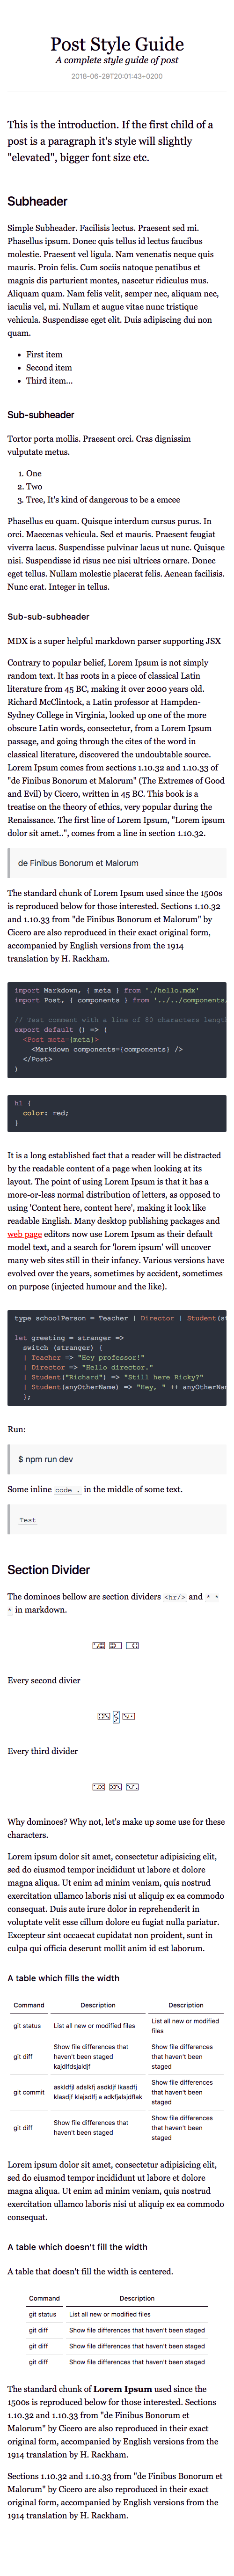 Post Style Guide
A complete style guide of post
2018-06-29T20:01:43+0200
This is the introduction. If the first child of a
post is a paragraph it's style will slightly
"elevated", bigger font size etc.
Subheader
Simple Subheader. Facilisis lectus. Praesent sed mi.
Phasellus ipsum. Donec quis tellus id lectus faucibus
molestie. Praesent vel ligula. Nam venenatis neque quis
mauris. Proin felis. Cum sociis natoque penatibus et
magnis dis parturient montes, nascetur ridiculus mus.
Aliquam quam. Nam felis velit, semper nec, aliquam nec,
iaculis vel, mi. Nullam et augue vitae nunc tristique
vehicula. Suspendisse eget elit. Duis adipiscing dui non
quam.
• First item
• Second item
• Third item...
Sub-subheader
Tortor porta mollis. Praesent orci. Cras dignissim
vulputate metus.
1. One
2. Two
3. Tree, It's kind of dangerous to be a emcee
Phasellus eu quam. Quisque interdum cursus purus. In
orci. Maecenas vehicula. Sed et mauris. Praesent feugiat
viverra lacus. Suspendisse pulvinar lacus ut nunc. Quisque
nisi. Suspendisse id risus nec nisi ultrices ornare. Donec
eget tellus. Nullam molestie placerat felis. Aenean facilisis.
Nunc erat. Integer in tellus.
Sub-sub-subheader
MDX is a super helpful markdown parser supporting JSX
Contrary to popular belief, Lorem Ipsum is not simply
random text. It has roots in a piece of classical Latin
literature from 45 BC, making it over 2000 years old.
Richard McClintock, a Latin professor at Hampden-
Sydney College in Virginia, looked up one of the more
obscure Latin words, consectetur, from a Lorem Ipsum
passage, and going through the cites of the word in
classical literature, discovered the undoubtable source.
Lorem Ipsum comes from sections 1.10.32 and 1.10.33 of
"de Finibus Bonorum et Malorum" (The Extremes of Good
and Evil) by Cicero, written in 45 BC. This book is a
treatise on the theory of ethics, very popular during the
Renaissance. The first line of Lorem Ipsum, "Lorem ipsum
dolor sit amet..", comes from a line in section 1.10.32.
de Finibus Bonorum et Malorum
The standard chunk of Lorem Ipsum used since the 1500s
is reproduced below for those interested. Sections 1.10.32
and 1.10.33 from "de Finibus Bonorum et Malorum" by
Cicero are also reproduced in their exact original form,
accompanied by English versions from the 1914
translation by H. Rackham.
import Markdown, { meta } from './hello.mdx'
import Post, { components } from '../../components.
// Test comment with a line of 80 characters lengt
export default () => (
<Post meta={meta}>
<Markdown components={components} />
</Post>
)
h1 {
color: red;
}
It is a long established fact that a reader will be distracted
by the readable content of a page when looking at its
layout. The point of using Lorem Ipsum is that it has a
more-or-less normal distribution of letters, as opposed to
using 'Content here, content here', making it look like
readable English. Many desktop publishing packages and
web page editors now use Lorem Ipsum as their default
model text, and a search for 'lorem ipsum' will uncover
many web sites still in their infancy. Various versions have
evolved over the years, sometimes by accident, sometimes
on purpose (injected humour and the like).
type schoolPerson = Teacher | Director | Student(st
let greeting = stranger =>
switch (stranger) {
| Teacher => "Hey professor!"
| Director => "Hello director."
| Student("Richard") => "Still here Ricky?"
| Student(anyOtherName) => "Hey, " ++ anyOtherNam
};
Run:
$ npm run dev
Some inline code . in the middle of some text.
Test
Section Divider
The dominoes bellow are section dividers <hr/> and * *
* in markdown.
Every second divier
Every third divider
Why dominoes? Why not, let's make up some use for these
characters.
Lorem ipsum dolor sit amet, consectetur adipisicing elit,
sed do eiusmod tempor incididunt ut labore et dolore
magna aliqua. Ut enim ad minim veniam, quis nostrud
exercitation ullamco laboris nisi ut aliquip ex ea commodo
consequat. Duis aute irure dolor in reprehenderit in
voluptate velit esse cillum dolore eu fugiat nulla pariatur.
Excepteur sint occaecat cupidatat non proident, sunt in
culpa qui officia deserunt mollit anim id est laborum.
A table which fills the width
Command Description Description
git status List all new or modified files List all new or modified files
git diff Show file differences that haven't been staged kajdlfdsjaldjf Show file differences that haven't been staged
git commit askldfjl adslkfj asdkljf lkasdfj klasdjf klajsdlfj a adkfjalsjdflak Show file differences that haven't been staged
git diff Show file differences that haven't been staged Show file differences that haven't been staged
Lorem ipsum dolor sit amet, consectetur adipisicing elit,
sed do eiusmod tempor incididunt ut labore et dolore
magna aliqua. Ut enim ad minim veniam, quis nostrud
exercitation ullamco laboris nisi ut aliquip ex ea commodo
consequat.
A table which doesn't fill the width
A table that doesn't fill the width is centered.
Command Description
git status List all new or modified files
git diff Show file differences that haven't been staged
git diff Show file differences that haven't been staged
git diff Show file differences that haven't been staged
The standard chunk of Lorem Ipsum used since the
1500s is reproduced below for those interested. Sections
1.10.32 and 1.10.33 from "de Finibus Bonorum et
Malorum" by Cicero are also reproduced in their exact
original form, accompanied by English versions from the
1914 translation by H. Rackham.
Sections 1.10.32 and 1.10.33 from "de Finibus Bonorum et
Malorum" by Cicero are also reproduced in their exact
original form, accompanied by English versions from the
1914 translation by H. Rackham.